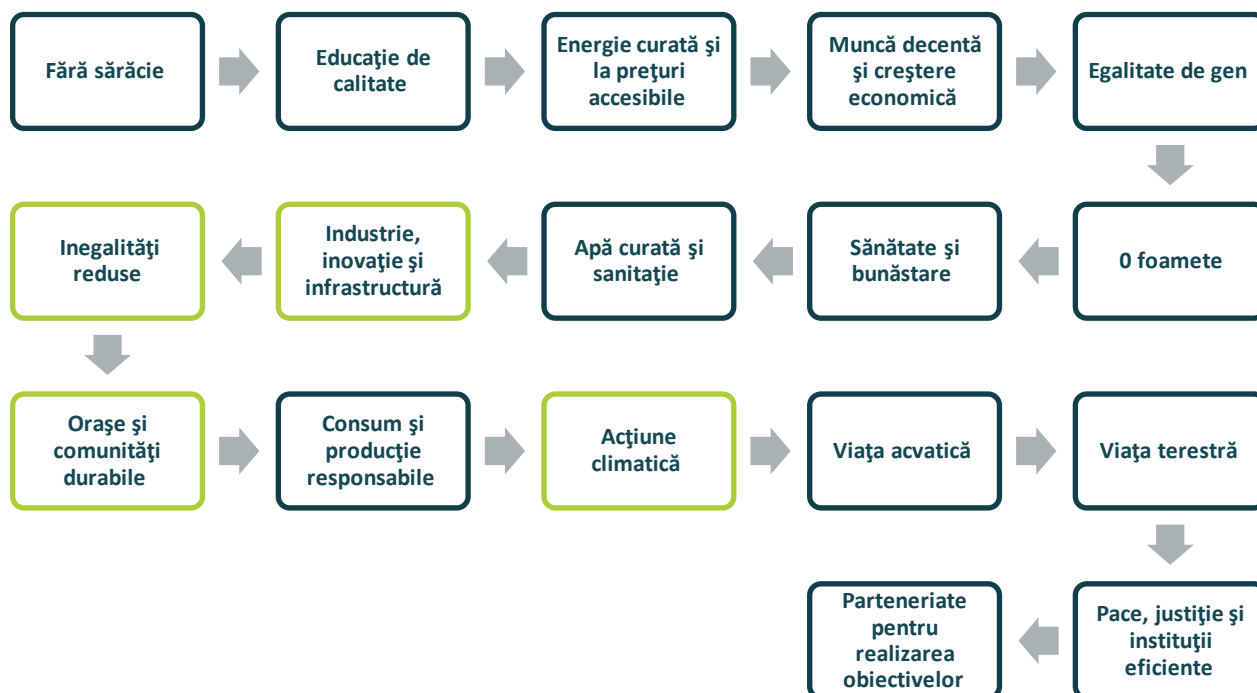 Fără sărăcie
Educaţie de
calitate
Energie curată şi
la preţuri
accesibile
Muncă decentă
şi creştere
economică
Egalitate de gen
0 foamete
Sănătate şi
bunăstare
Apă curată şi
sanitaţie
Industrie,
inovaţie şi
infrastructură
Inegalităţi
reduse
Oraşe şi
comunităţi
durabile
Consum şi
producţie
responsabile
Acţiune
climatică
Viaţa acvatică
Viaţa terestră
Pace, justiţie şi
instituţii
eficiente
Parteneriate
pentru
realizarea
obiectivelor